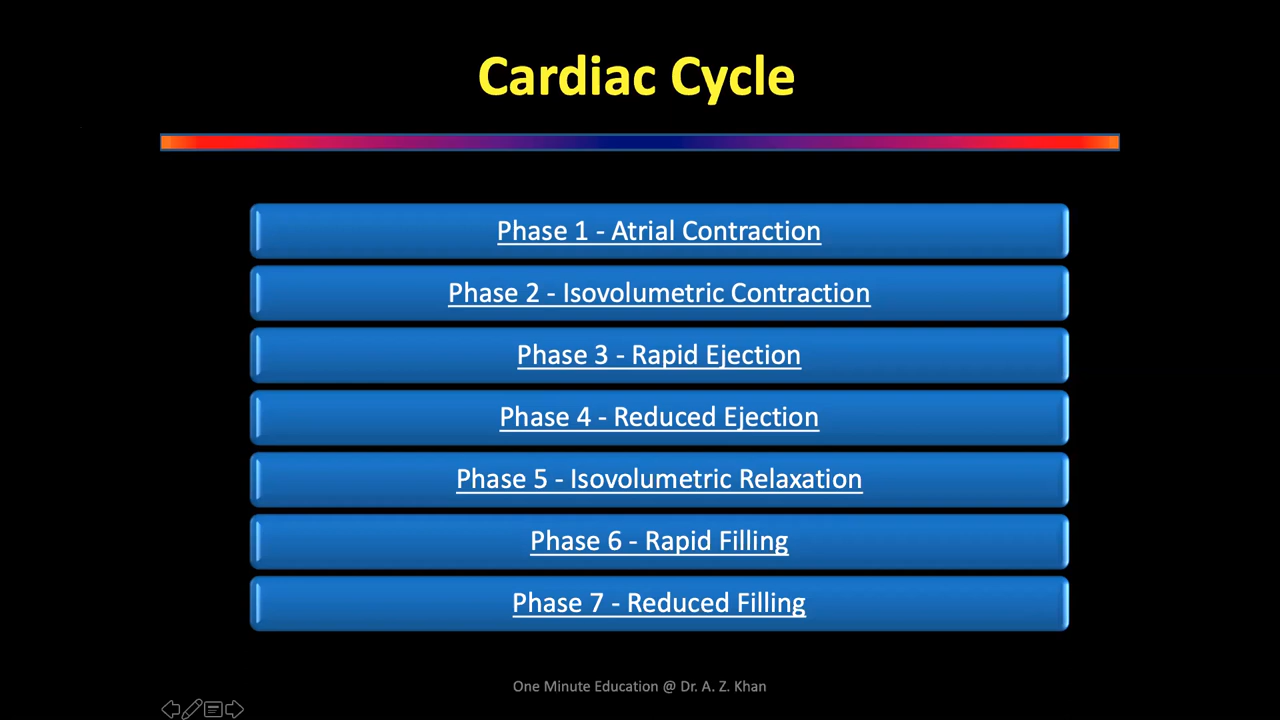 Cardiac Cycle
Phase 1 - Atrial Contraction
Phase 2 - Isovolumetric Contraction
Phase 3 - Rapid Ejection
Phase 4 - Reduced Ejection
Phase 5 - Isovolumetric Relaxation
Phase 6 - Rapid Filling
Phase 7 - Reduced Filling
One Minute Education @ Dr. A. Z. Khan